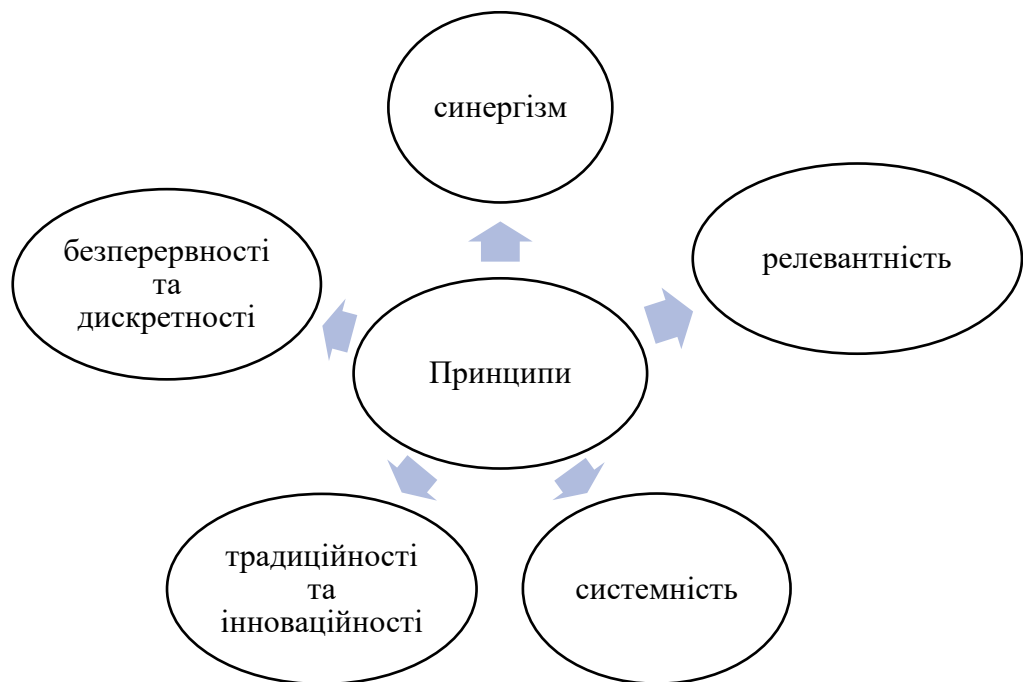 синергізм
безперервності
та
дискретності
релевантність
Принципи
традиційності
та
інноваційності
системність